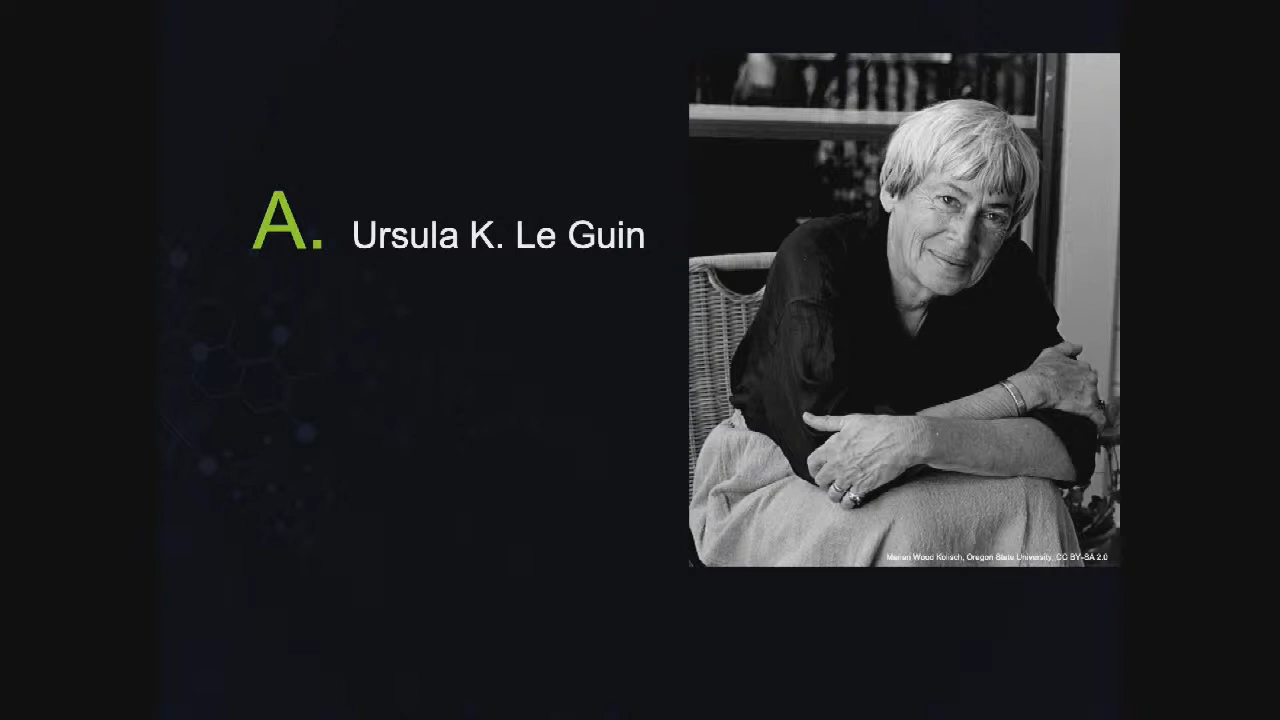 A. Ursula K. Le Guin
Marian Wood Kolisch, Oregon State University, CC BY-SA 2.0